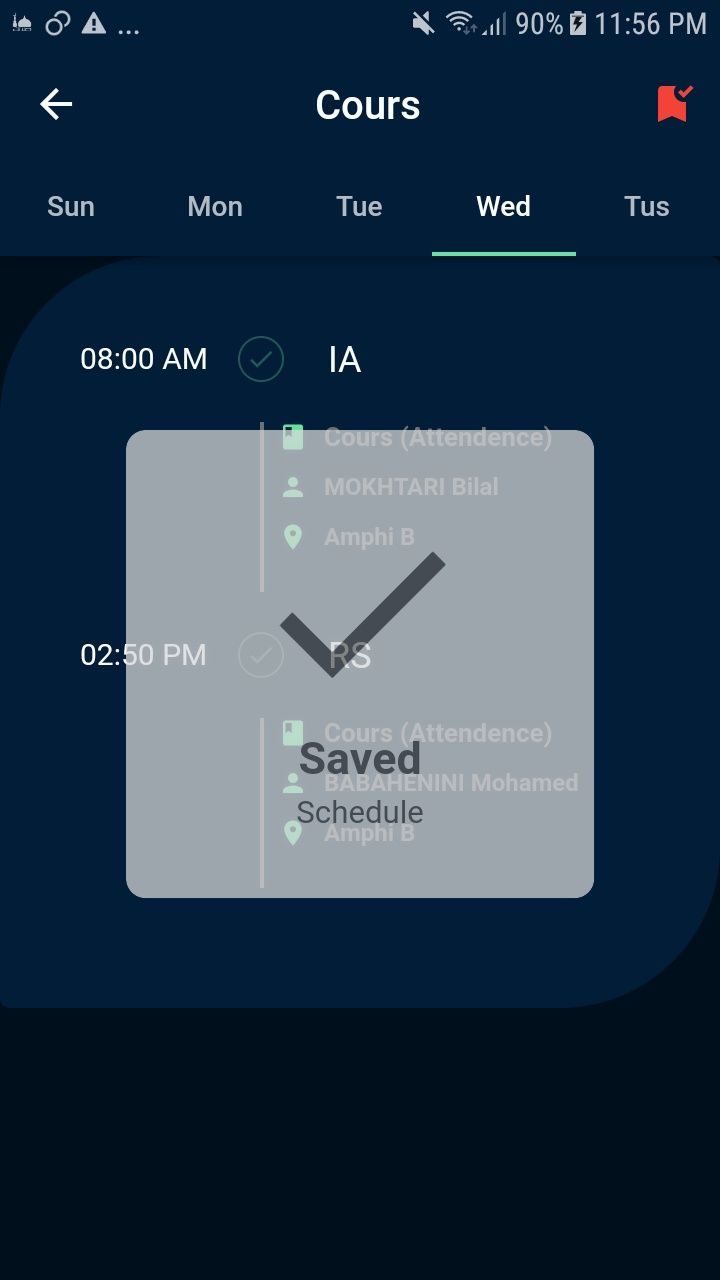 ... 90% 11:56 PM
Cours
Sun Mon Tue Wed Tus
08:00 AM IA
Cours (Attendence)
MOKHTARI Bilal
Amphi B
02:50 PM RS
Cours (Attendence)
Saved
BABAHENINI Mohamed
Schedule
Amphi B